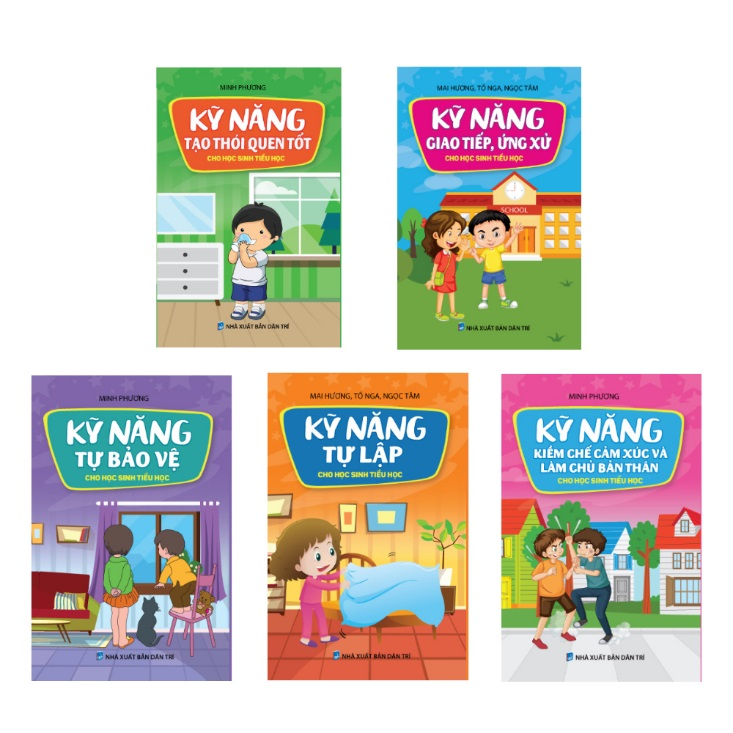 MINH PHƯƠNG
KỸ NĂNG
TẠO THÓI QUEN TỐT
CHO HỌC SINH TIỂU HỌC
NHÀ XUẤT BẢN DÂN TRÍ
MAI HƯƠNG, TỐ NGA, NGỌC TÂM
KỸ NĂNG
GIAO TIẾP, ỨNG XỬ
CHO HỌC SINH TIỂU HỌC
SCHOOL
NHÀ XUẤT BẢN DÂN TRÍ
MINH PHƯƠNG
KỸ NĂNG
TỰ BẢO VỆ
CHO HỌC SINH TIỂU HỌC
NHÀ XUẤT BẢN DÂN TRÍ
MAI HƯƠNG, TỐ NGA, NGỌC TÂM
KỸ NĂNG
TỰ LẬP
CHO HỌC SINH TIỂU HỌC
NHÀ XUẤT BẢN DÂN TRÍ
MINH PHƯƠNG
KỸ NĂNG
KIỀM CHẾ CẢM XÚC VÀ
LÀM CHỦ BẢN THÂN
CHO HỌC SINH TIỂU HỌC
NHÀ XUẤT BẢN DÂN TRÍ